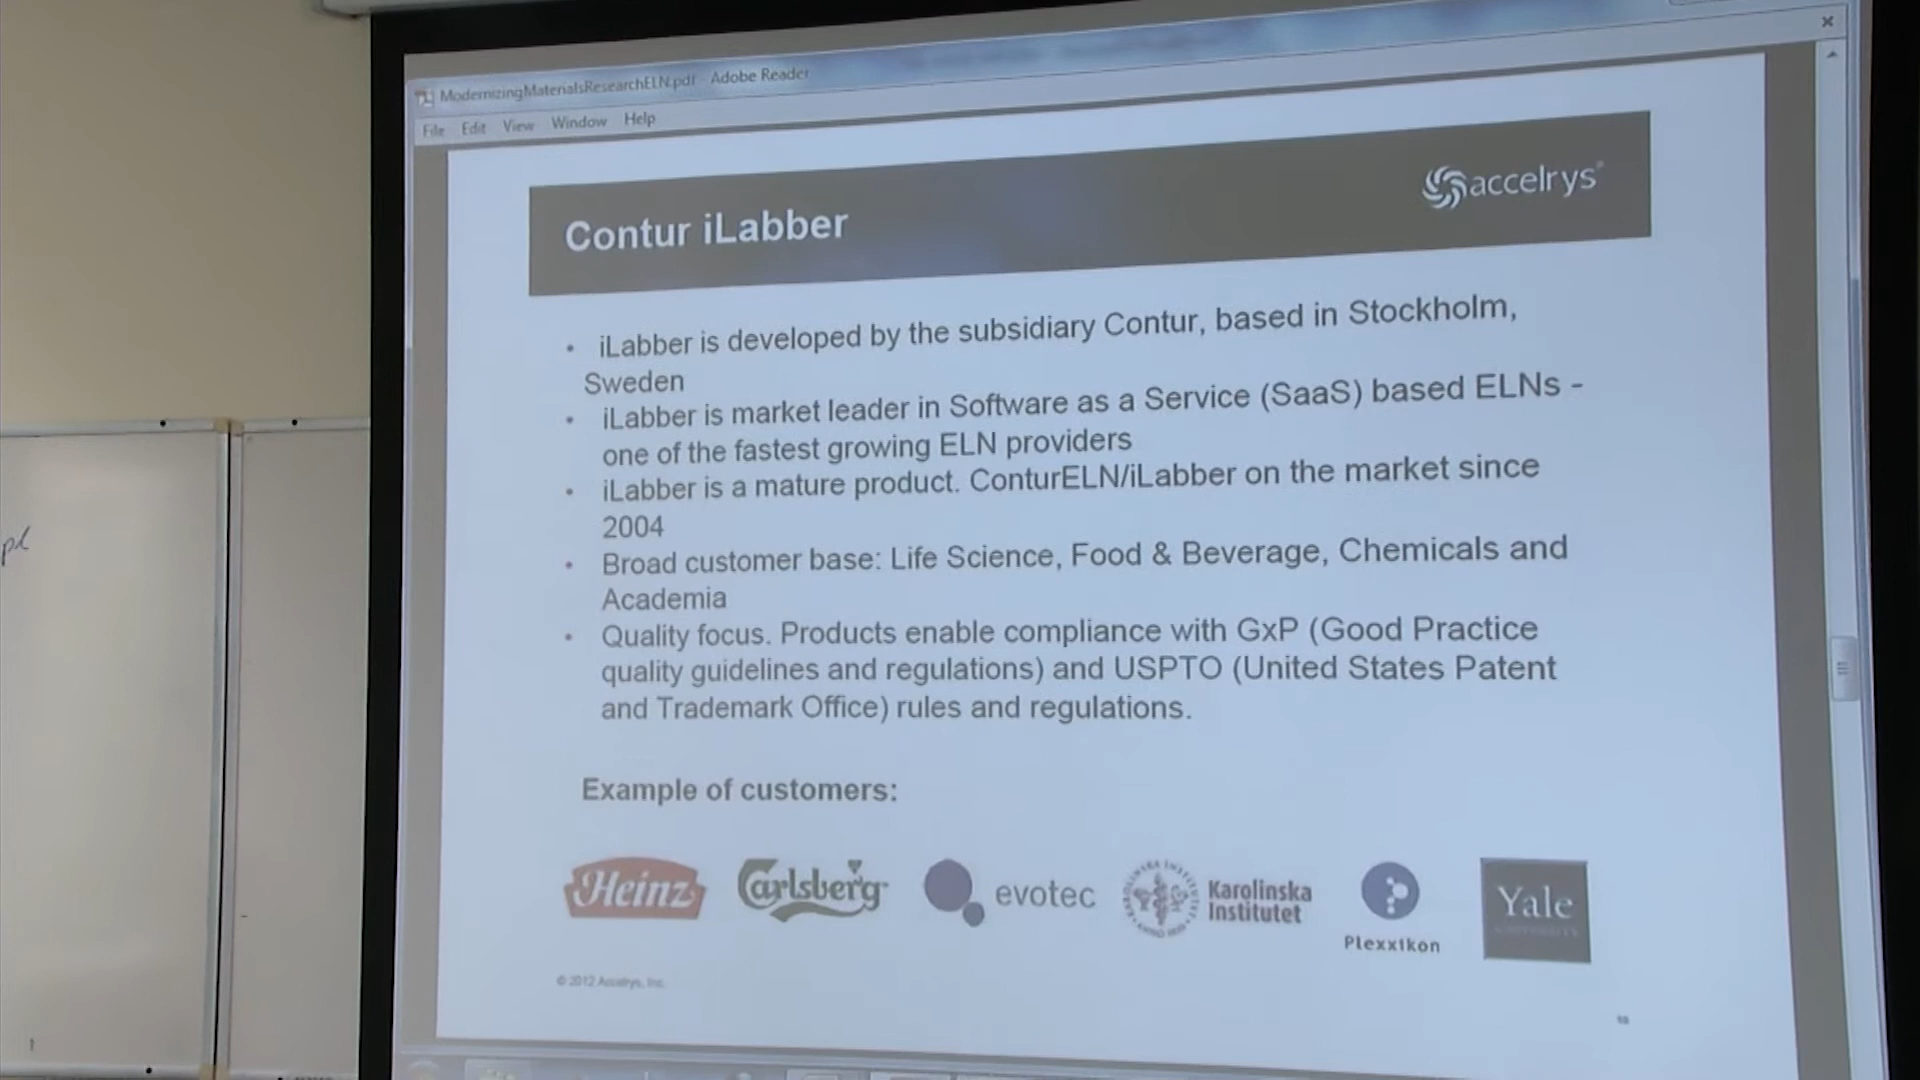 ModernizingMaterialsResearchELN.pdf - Adobe Reader
File Edit View Window Help
accelrys
Contur iLabber
• iLabber is developed by the subsidiary Contur, based in Stockholm,
Sweden
• iLabber is market leader in Software as a Service (SaaS) based ELNs -
one of the fastest growing ELN providers
• iLabber is a mature product. ConturELN/iLabber on the market since
2004
• Broad customer base: Life Science, Food & Beverage, Chemicals and
Academia
• Quality focus. Products enable compliance with GxP (Good Practice
quality guidelines and regulations) and USPTO (United States Patent
and Trademark Office) rules and regulations.
Example of customers:
Heinz
Carlsberg
evotec
Karolinska
Institutet
Plexxikon
Yale
© 2012 Accelrys, Inc.